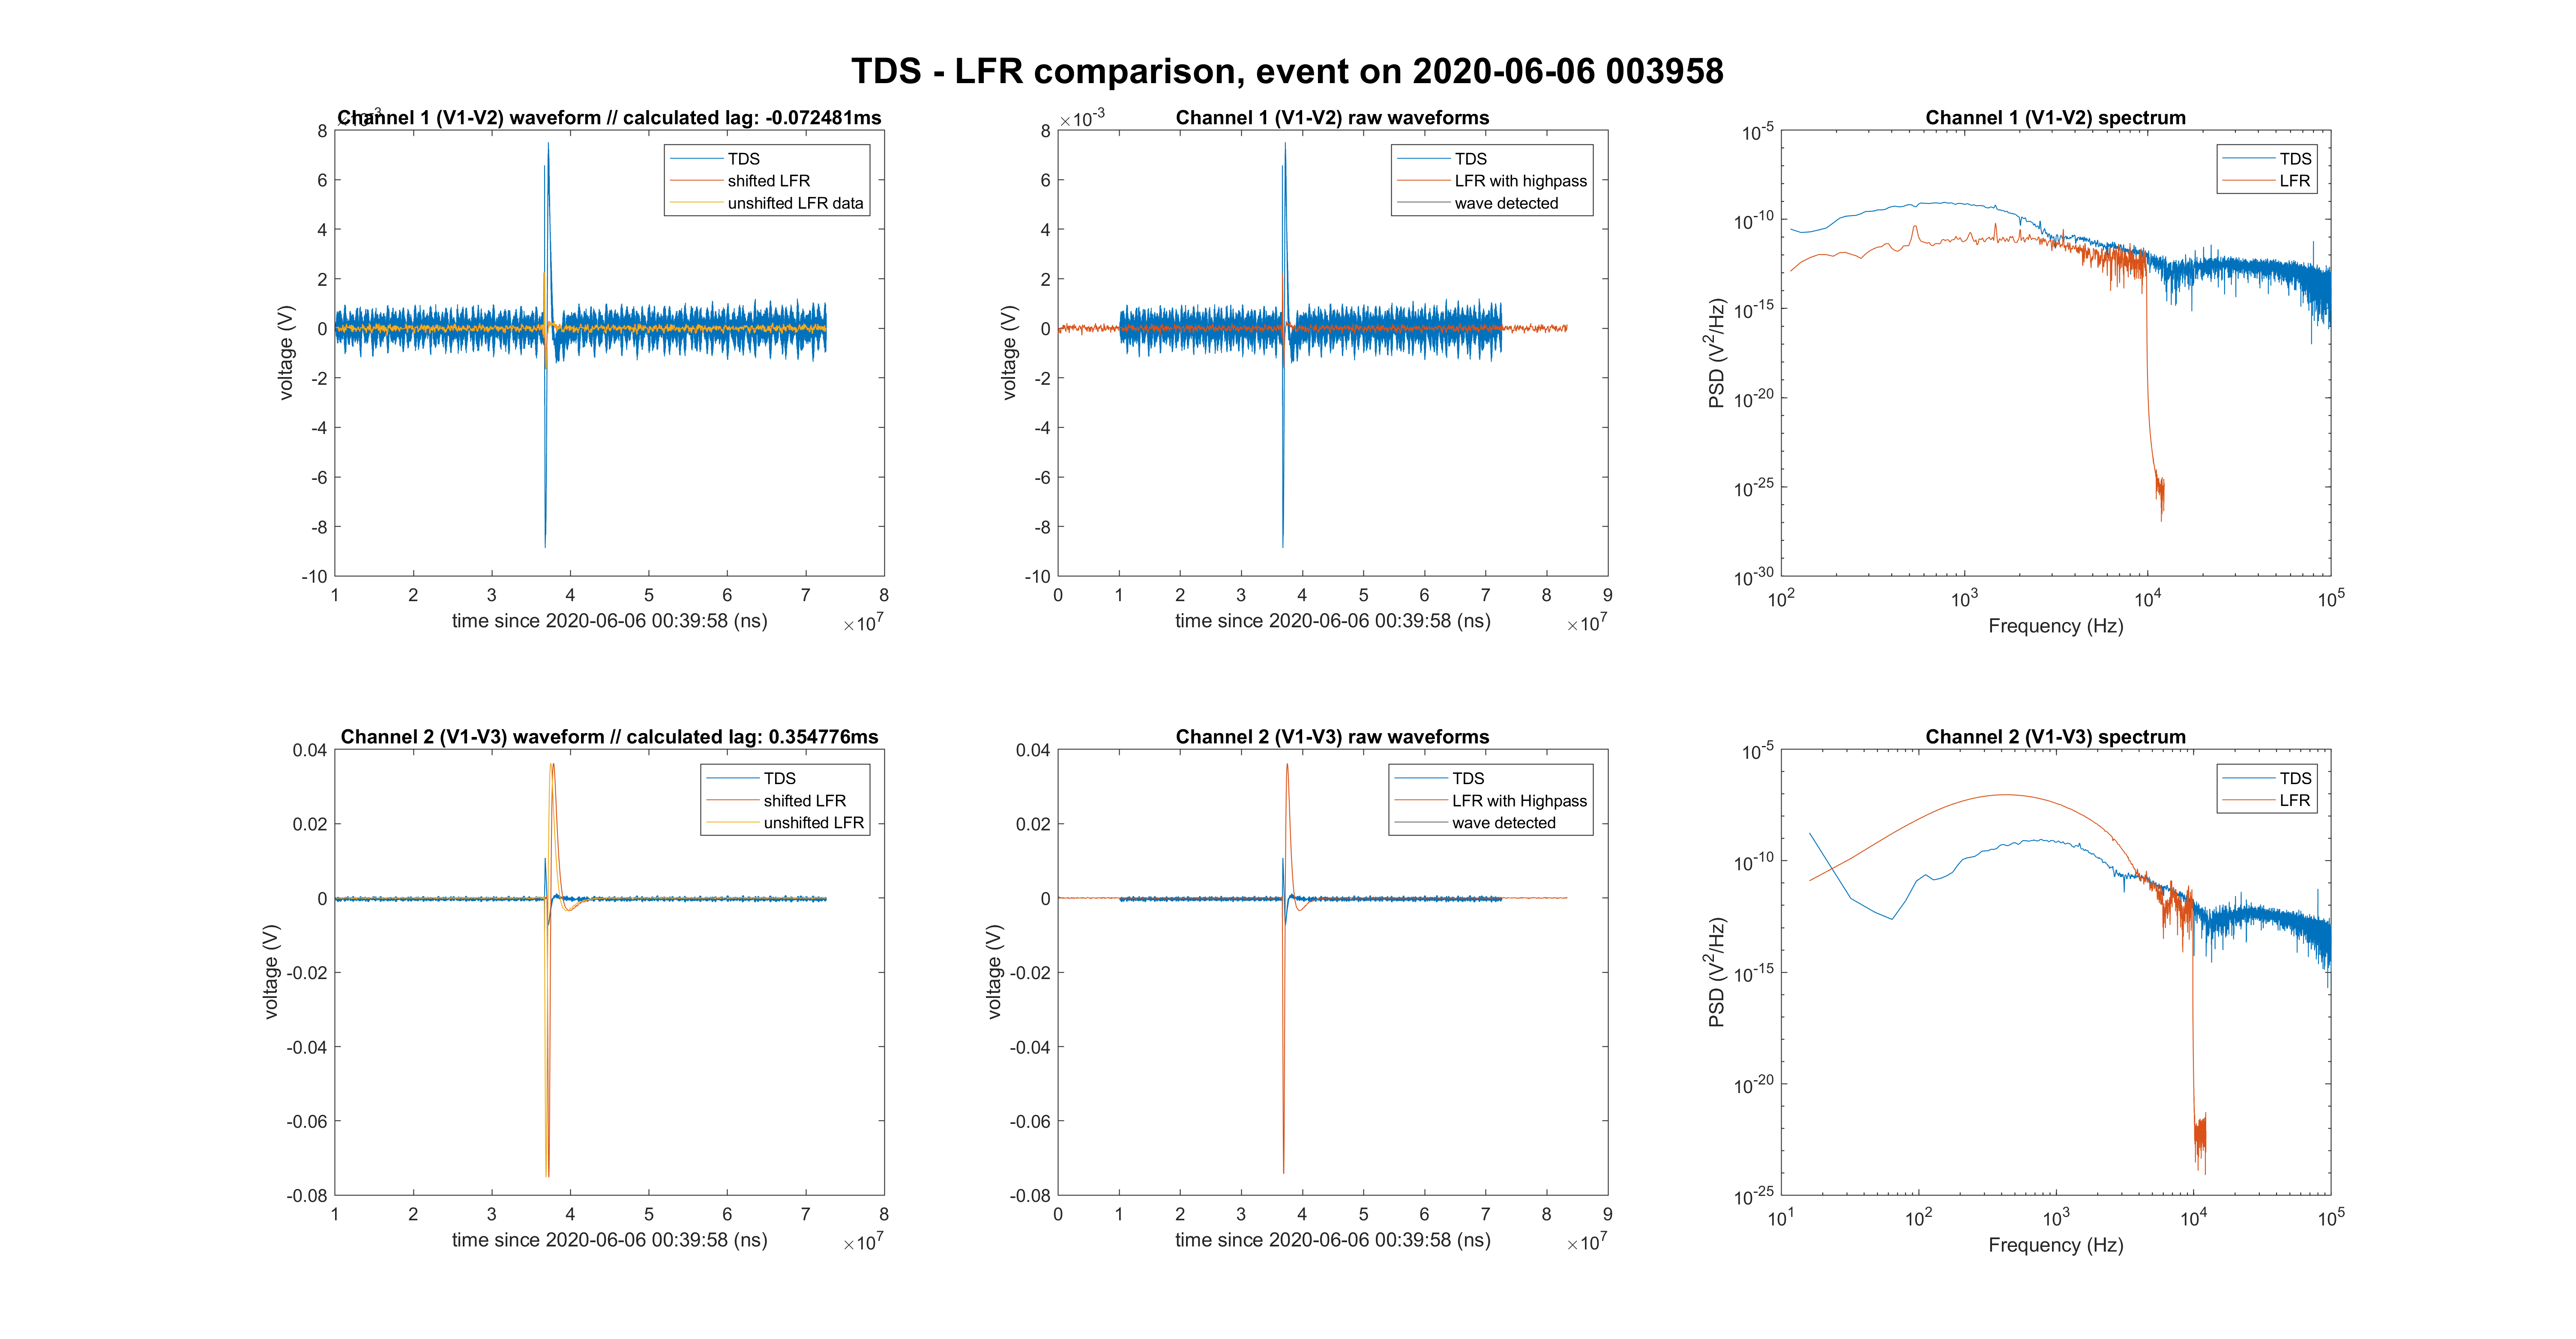 TDS - LFR comparison, event on 2020-06-06 003958
Channel 1 (V1-V2) waveform // calculated lag: -0.072481ms
8
6
4
2
0
-2
-4
-6
-8
-10
voltage (V)
TDS
shifted LFR
unshifted LFR data
1 2 3 4 5 6 7 8
time since 2020-06-06 00:39:58 (ns)
×10^7
Channel 1 (V1-V2) raw waveforms
×10^-3
8
6
4
2
0
-2
-4
-6
-8
-10
voltage (V)
TDS
LFR with highpass
wave detected
0 1 2 3 4 5 6 7 8 9
time since 2020-06-06 00:39:58 (ns)
×10^7
Channel 1 (V1-V2) spectrum
10^-5
10^-10
10^-15
10^-20
10^-25
10^-30
PSD (V^2/Hz)
TDS
LFR
10^2 10^3 10^4 10^5
Frequency (Hz)
Channel 2 (V1-V3) waveform // calculated lag: 0.354776ms
0.04
0.02
0
-0.02
-0.04
-0.06
-0.08
voltage (V)
TDS
shifted LFR
unshifted LFR
1 2 3 4 5 6 7 8
time since 2020-06-06 00:39:58 (ns)
×10^7
Channel 2 (V1-V3) raw waveforms
0.04
0.02
0
-0.02
-0.04
-0.06
-0.08
voltage (V)
TDS
LFR with Highpass
wave detected
0 1 2 3 4 5 6 7 8 9
time since 2020-06-06 00:39:58 (ns)
×10^7
Channel 2 (V1-V3) spectrum
10^-5
10^-10
10^-15
10^-20
10^-25
PSD (V^2/Hz)
TDS
LFR
10^1 10^2 10^3 10^4 10^5
Frequency (Hz)